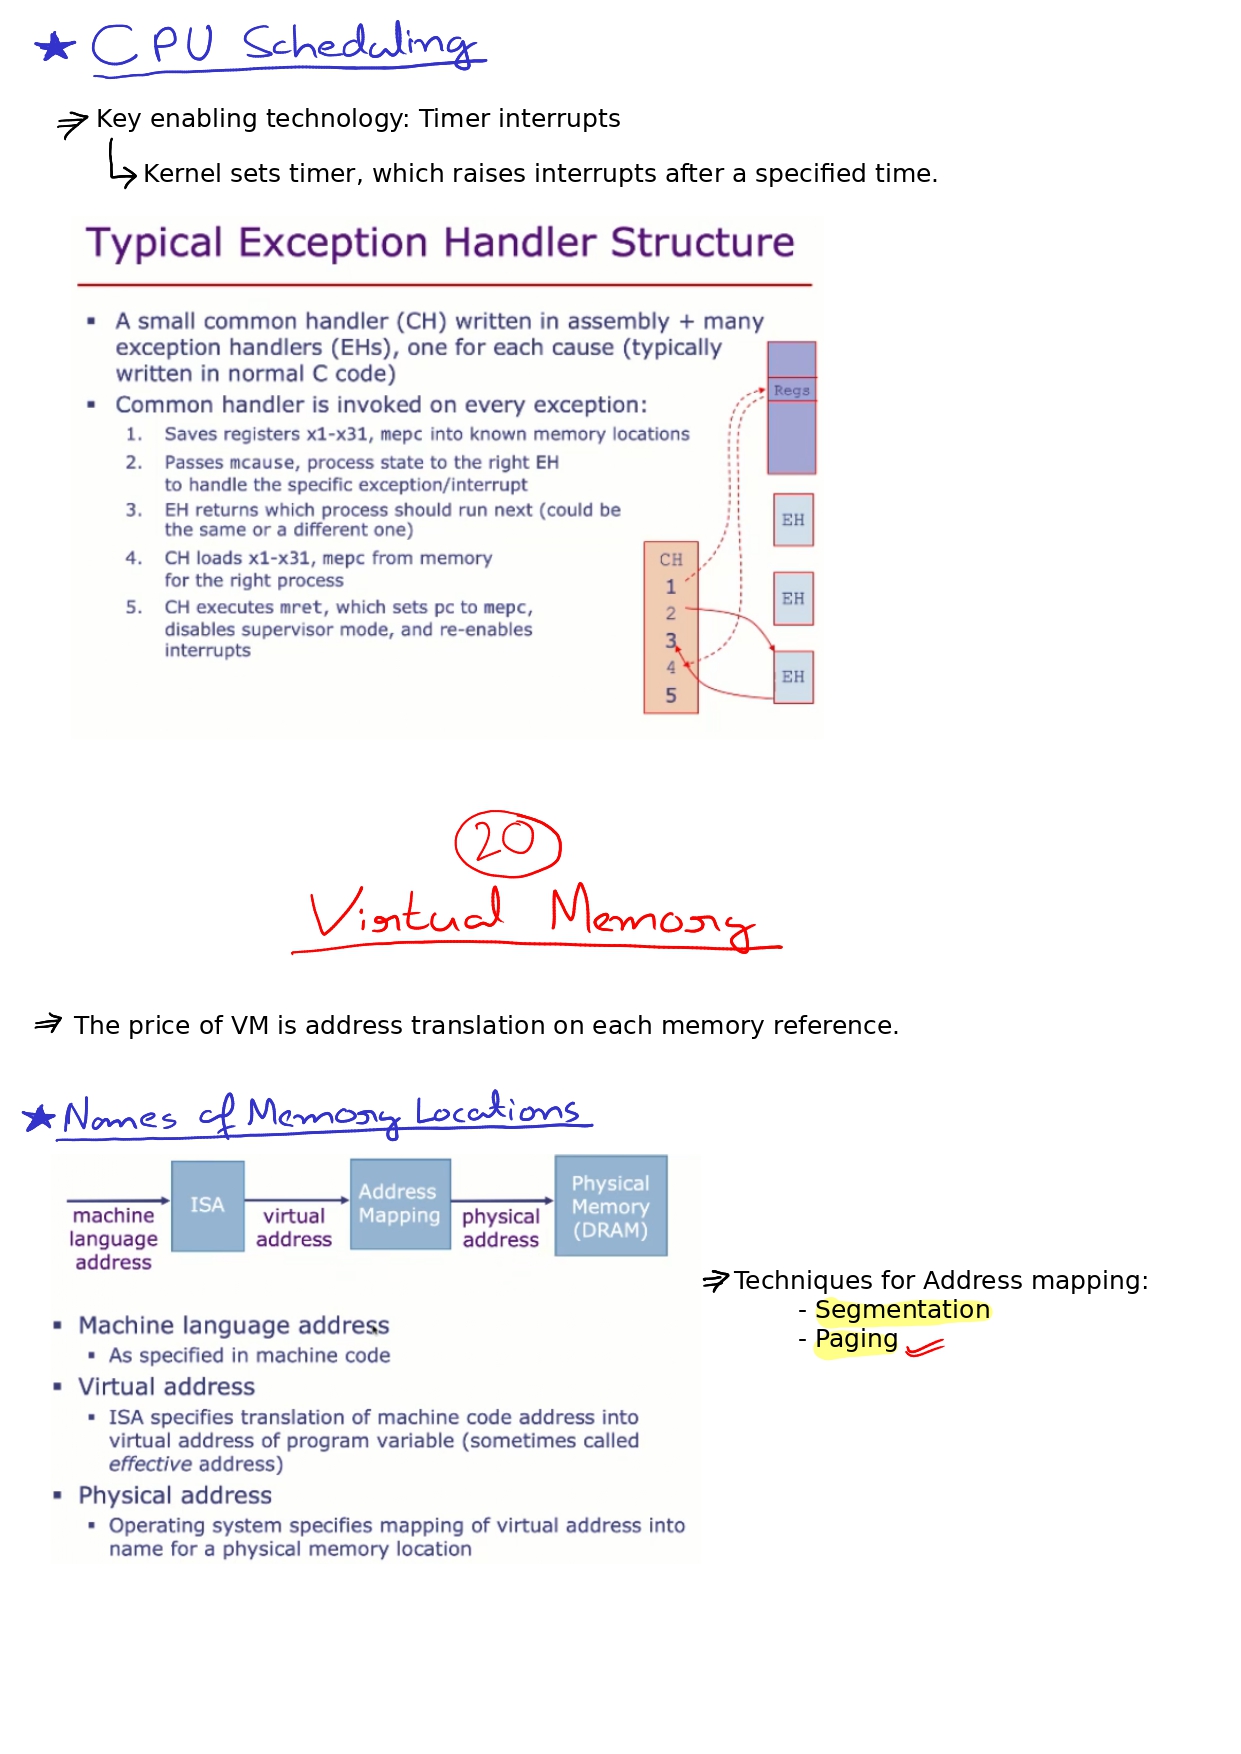 CPU Scheduling
Key enabling technology: Timer interrupts
Kernel sets timer, which raises interrupts after a specified time.
Typical Exception Handler Structure
▪ A small common handler (CH) written in assembly + many
exception handlers (EHs), one for each cause (typically
written in normal C code)
▪ Common handler is invoked on every exception:
1. Saves registers x1-x31, mepc into known memory locations
2. Passes mcause, process state to the right EH
to handle the specific exception/interrupt
3. EH returns which process should run next (could be
the same or a different one)
4. CH loads x1-x31, mepc from memory
for the right process
5. CH executes mret, which sets pc to mepc,
disables supervisor mode, and re-enables
interrupts
Regs
EH
EH
EH
CH
1
2
3
4
5
20
Virtual Memory
The price of VM is address translation on each memory reference.
Names of Memory Locations
machine
language
address
ISA
virtual
address
Address
Mapping
physical
address
Physical
Memory
(DRAM)
▪ Machine language address
▪ As specified in machine code
▪ Virtual address
▪ ISA specifies translation of machine code address into
virtual address of program variable (sometimes called
effective address)
▪ Physical address
▪ Operating system specifies mapping of virtual address into
name for a physical memory location
Techniques for Address mapping:
- Segmentation
- Paging